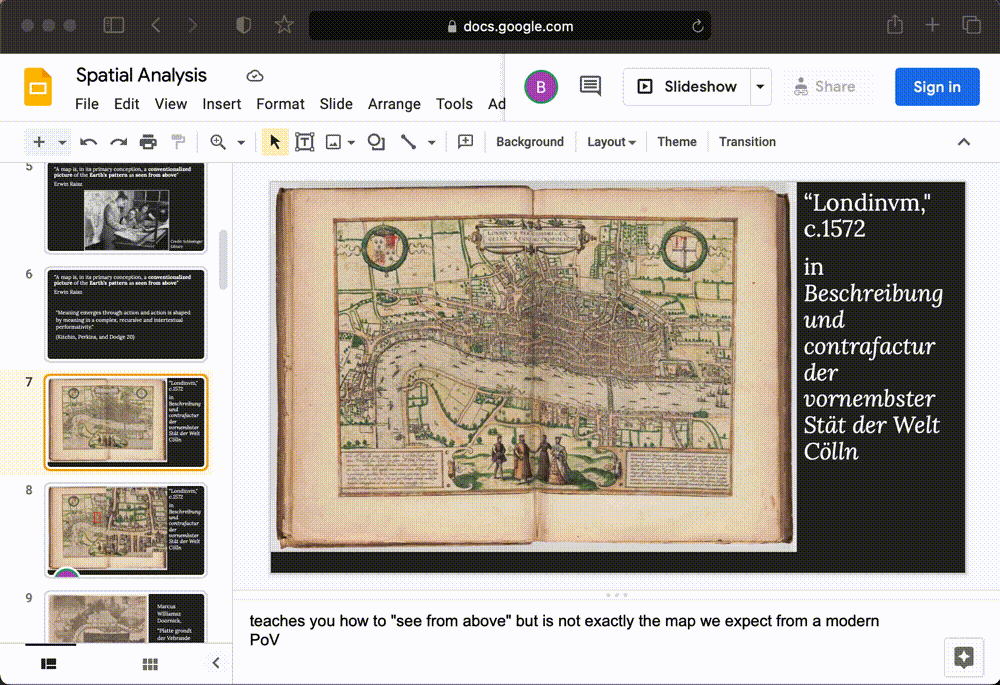 docs.google.com
Spatial Analysis
File Edit View Insert Format Slide Arrange Tools Ad
B
Slideshow
Share
Sign in
Background Layout Theme Transition
5
"A map is, in its primary conception, a conventionalized
picture of the Earth's pattern as seen from above"
Erwin Raisz
Credit: Schlesinger
Library
6
"A map is, in its primary conception, a conventionalized
picture of the Earth's pattern as seen from above"
Erwin Raisz
"Meaning emerges through action and action is shaped
by meaning in a complex, recursive and intertextual
performativity."
(Kitchin, Perkins, and Dodge 20)
7
"Londinvm,"
c.1572
in
Beschreibung
und
contrafactur
der
vornembster
Stät der Welt
Cölln
8
"Londinvm,"
c.1572
in
Beschreibung
und
contrafactur
der
vornembster
Stät der Welt
Cölln
9
Marcus
Willemsz
Doornick,
"Platte grondt
der Verbrande
“Londinvm,"
c.1572
in
Beschreibung
und
contrafactur
der
vornembster
Stät der Welt
Cölln
teaches you how to "see from above" but is not exactly the map we expect from a modern
PoV